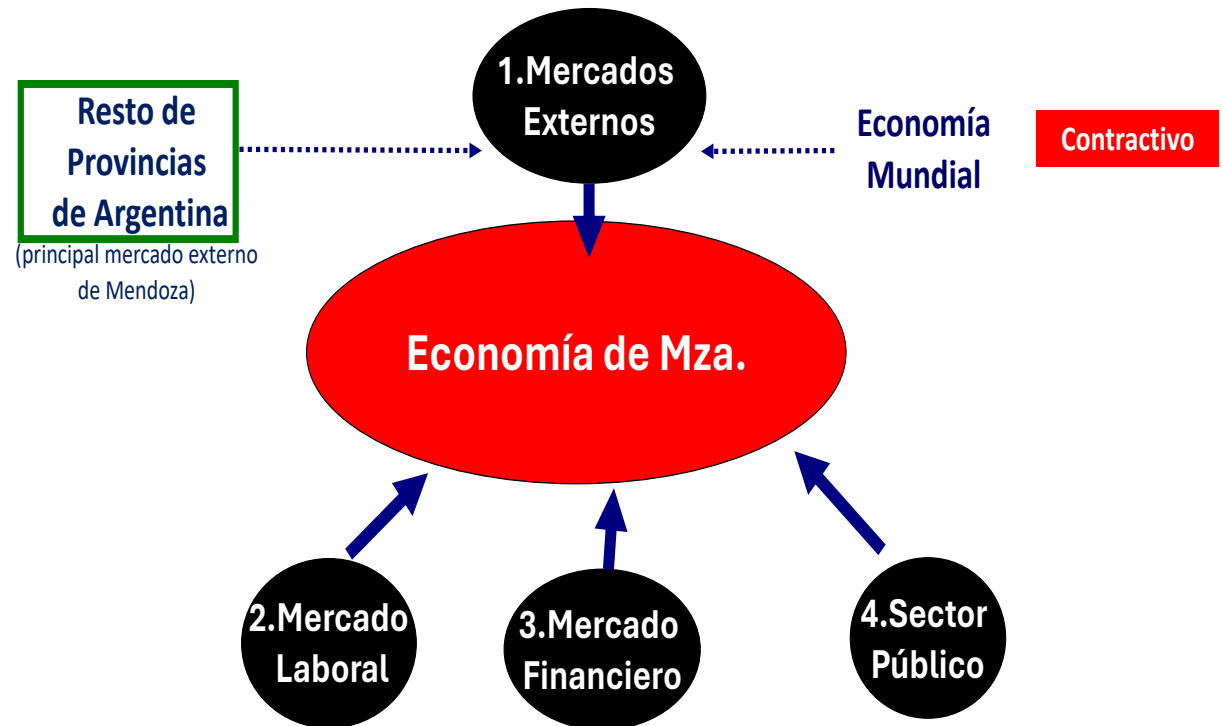 1.Mercados
Externos
Resto de
Provincias
de Argentina
(principal mercado externo
de Mendoza)
Economía
Mundial
Contractivo
Economía de Mza.
2.Mercado
Laboral
3.Mercado
Financiero
4.Sector
Público